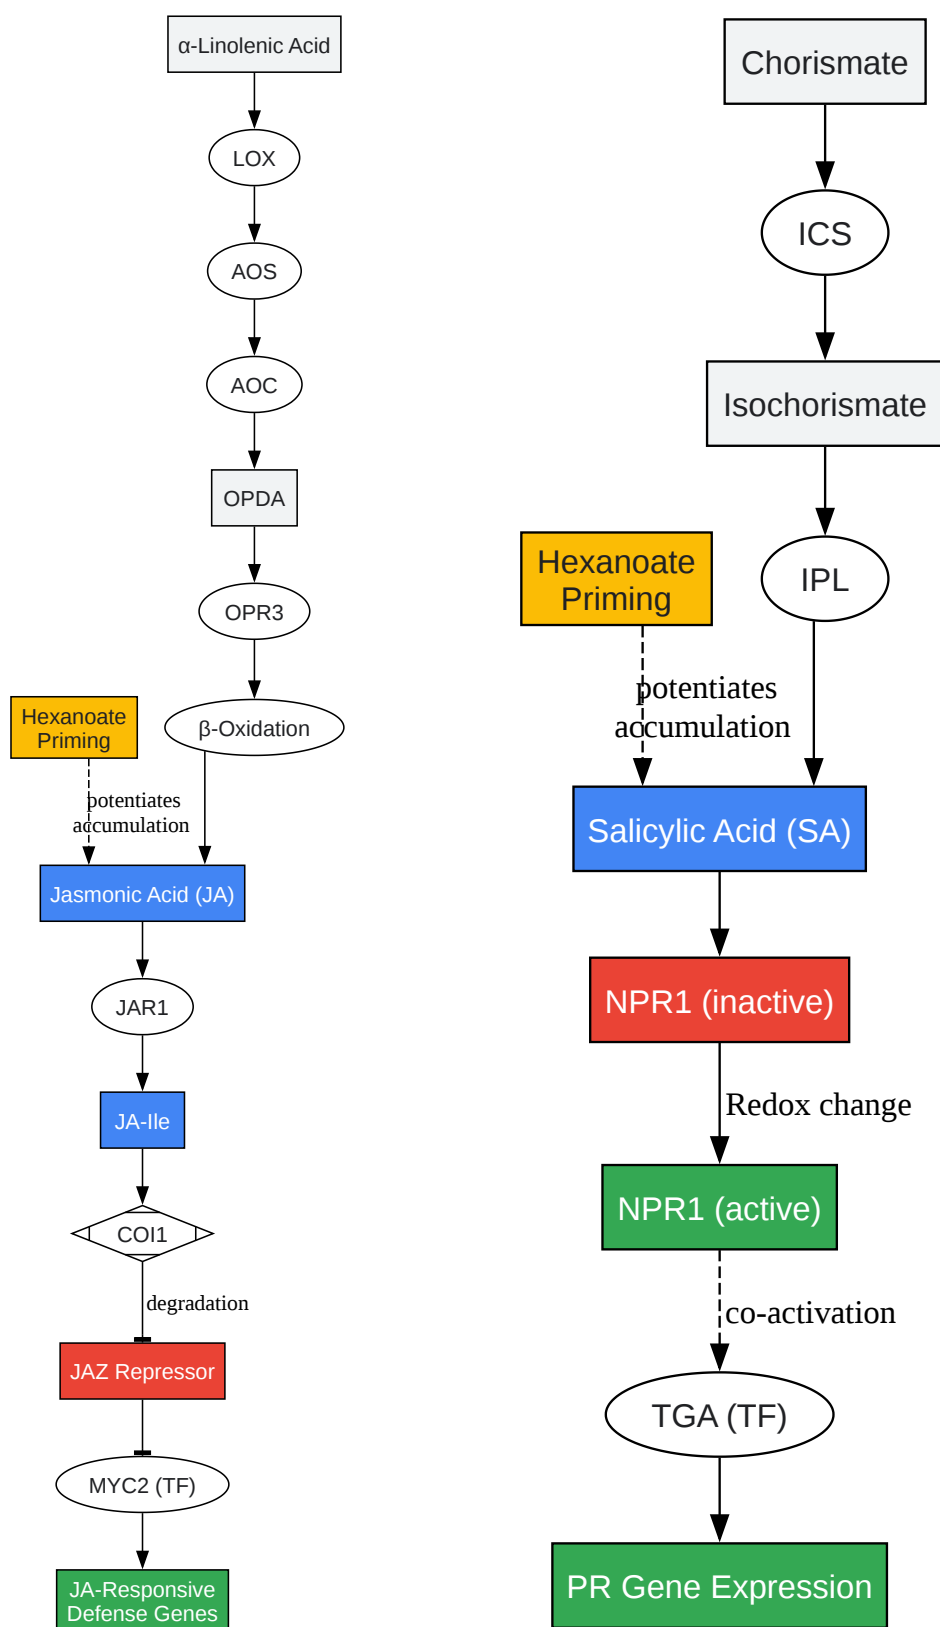 α-Linolenic Acid
LOX
AOS
AOC
OPDA
OPR3
β-Oxidation
Hexanoate
Priming
potentiates
accumulation
Jasmonic Acid (JA)
JAR1
JA-Ile
COI1
degradation
JAZ Repressor
MYC2 (TF)
JA-Responsive
Defense Genes
Chorismate
ICS
Isochorismate
IPL
Hexanoate
Priming
potentiates
accumulation
Salicylic Acid (SA)
NPR1 (inactive)
Redox change
NPR1 (active)
co-activation
TGA (TF)
PR Gene Expression